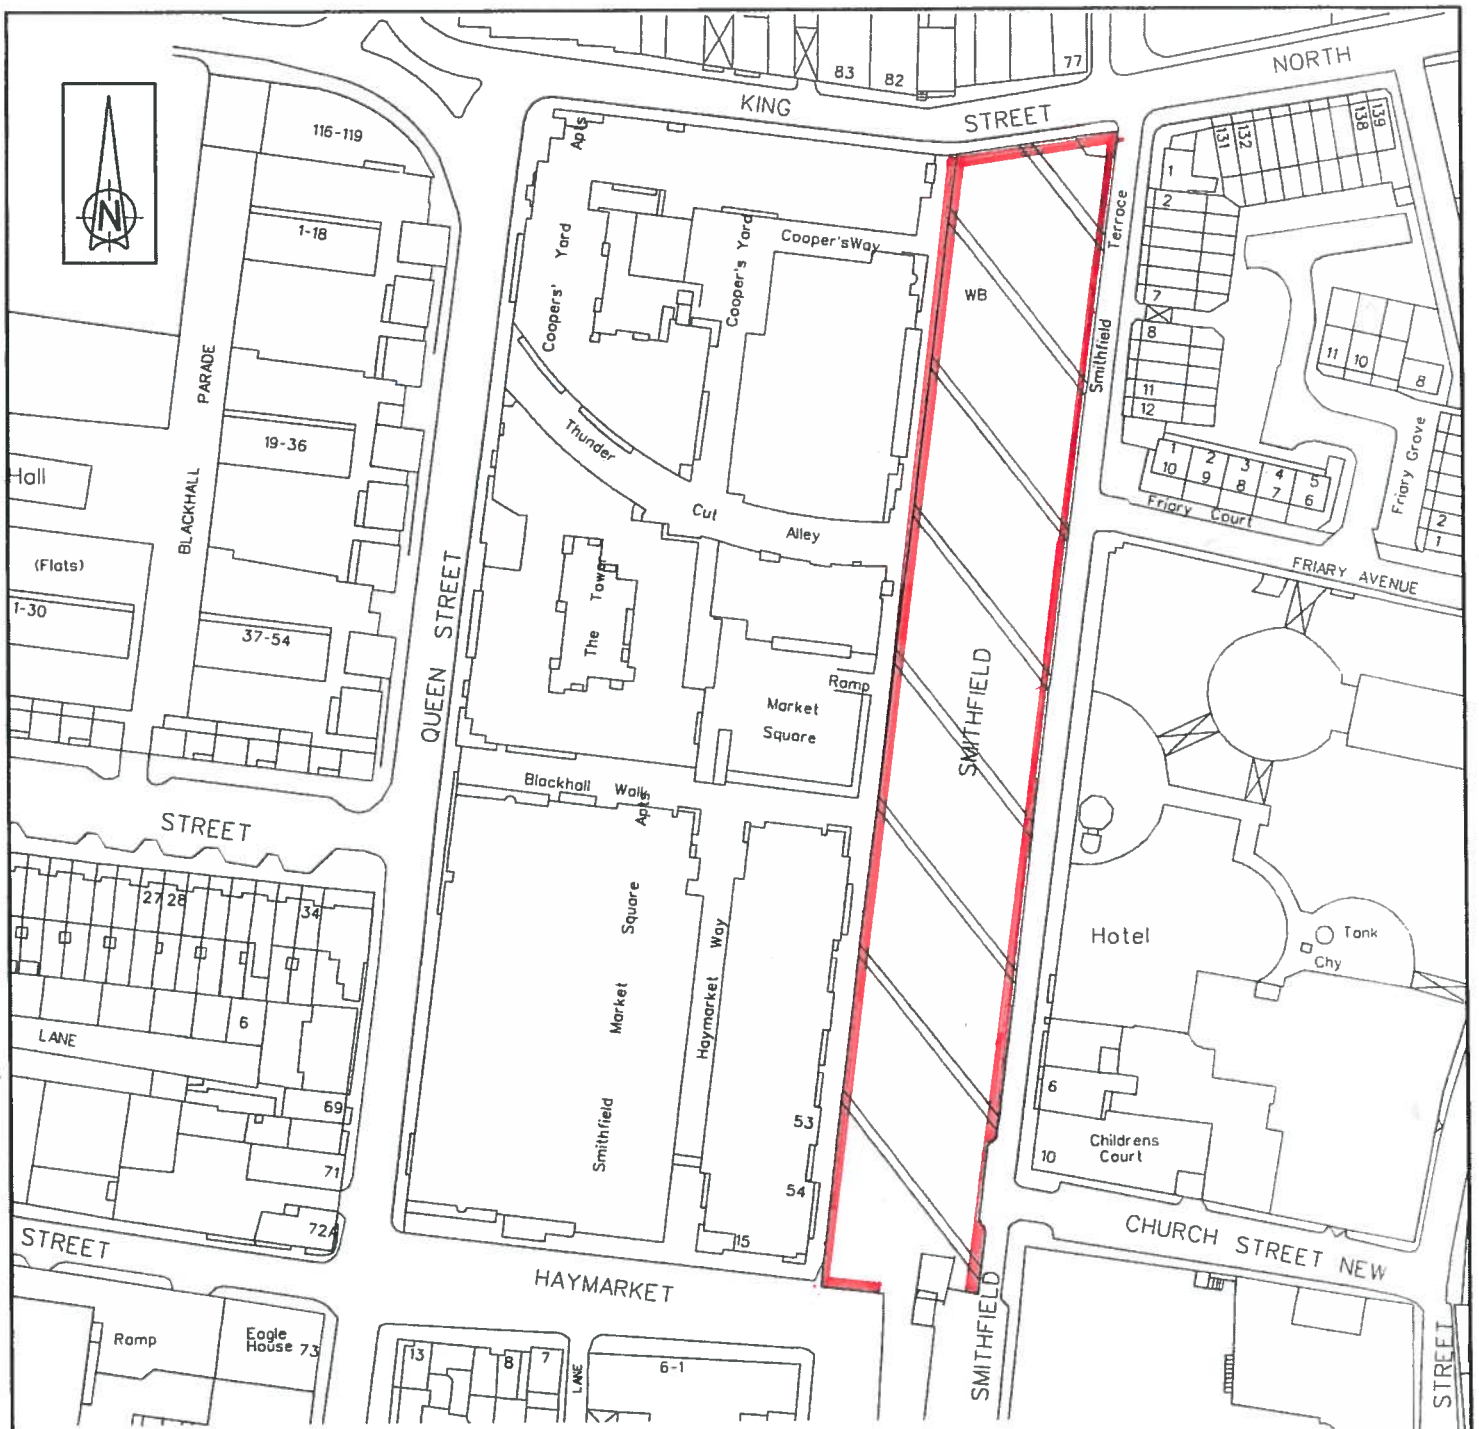 NORTH
77
83
82
KING
STREET
139
138
132
131
116-119
Apts
1
N
2
Terrace
1-18
Yard
Cooper's Yard
Cooper'sWay
WB
7
Coopers'
8
Smithfield
PARADE
11
10
8
11
12
19-36
Thunder
Friary Grove
1
2
3
4
5
Hall
10
9
8
7
6
BLACKHALL
Cut
Friary Court
Alley
2
1
(Flats)
FRIARY AVENUE
1-30
The Tower
QUEEN STREET
37-54
Ramp
SMITHFIELD
Market
Square
Blackhall Walk
Apts
STREET
27 28
34
Square
Way
Hotel
Tank
Chy
6
Market
Haymarket
LANE
6
69
53
Childrens
Court
10
Smithfield
71
54
72A
15
STREET
CHURCH STREET NEW
HAYMARKET
SMITHFIELD
Ramp
Eagle
House 73
13
8
7
LANE
6-1
STREET